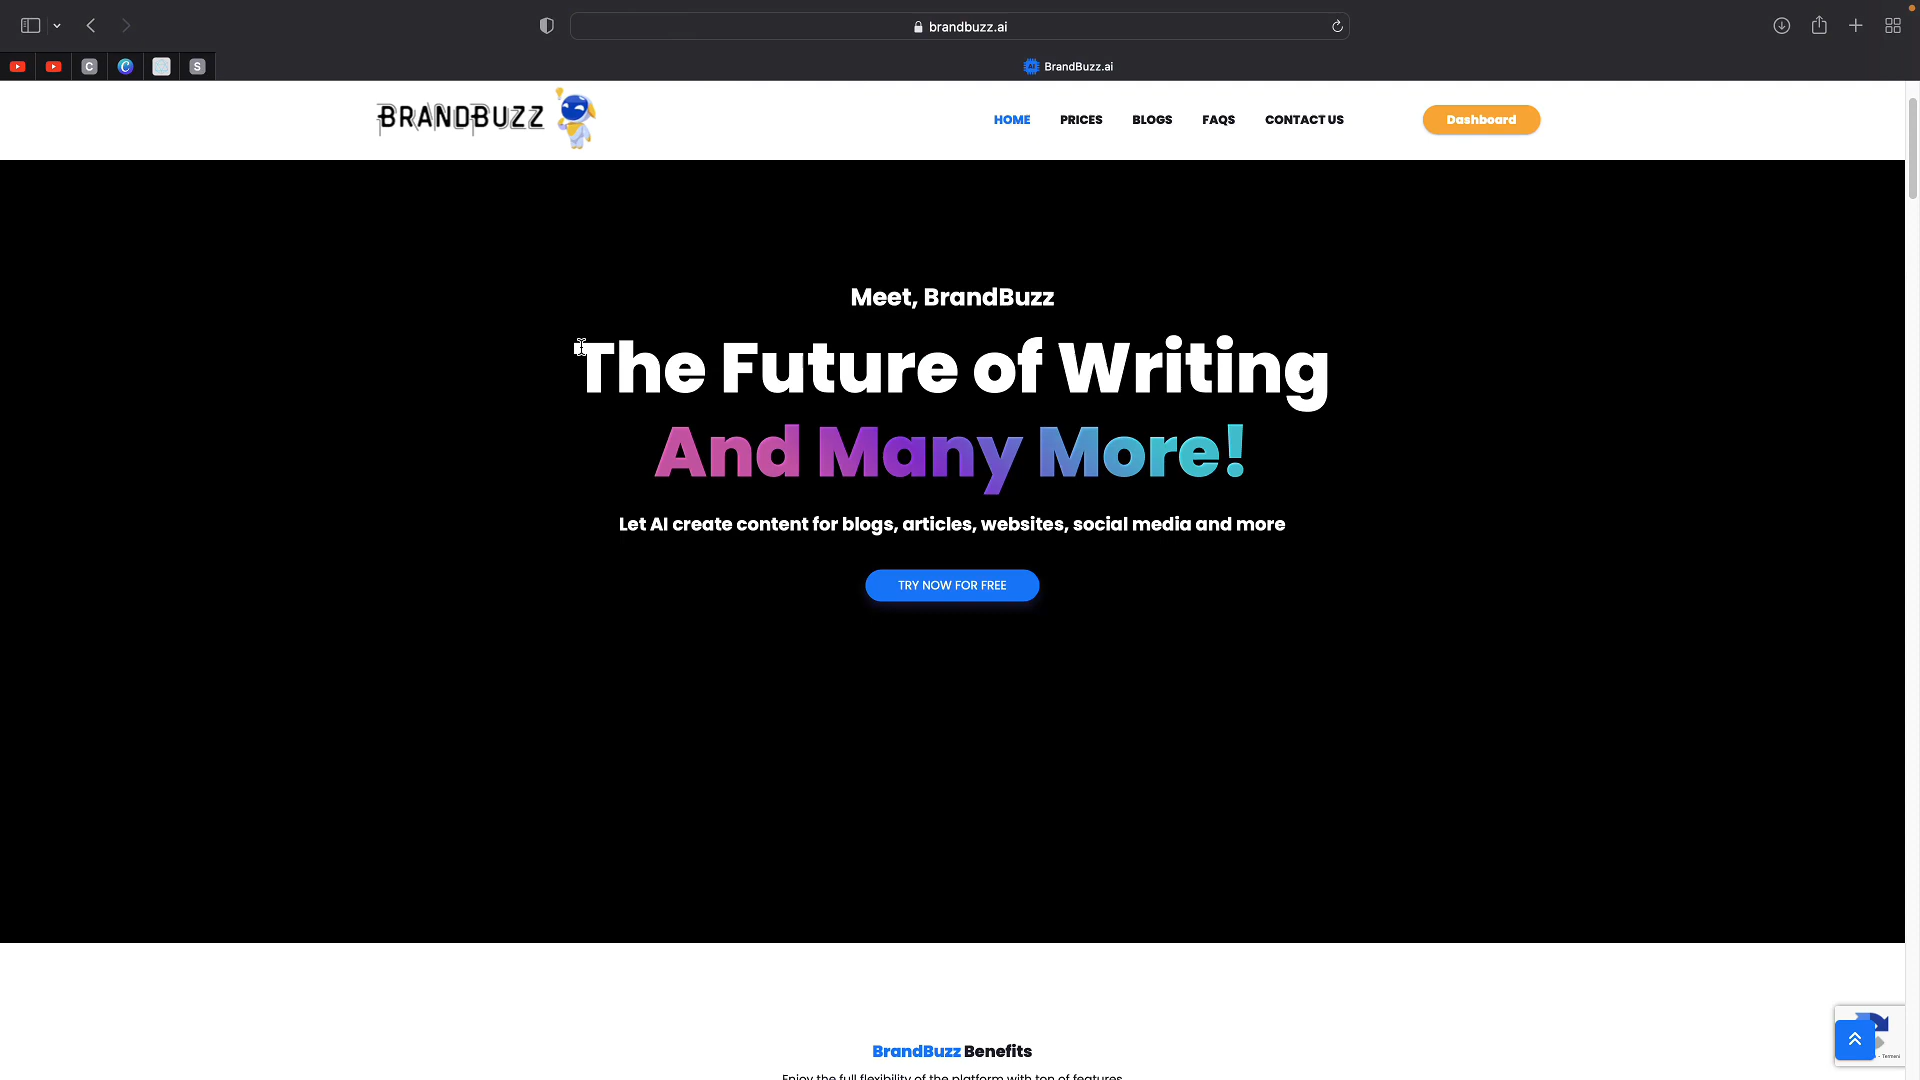 brandbuzz.ai
C
C
S
BrandBuzz.ai
BRANDBUZZ
HOME
PRICES
BLOGS
FAQS
CONTACT US
Dashboard
Meet, BrandBuzz
The Future of Writing
And Many More!
Let AI create content for blogs, articles, websites, social media and more
TRY NOW FOR FREE
BrandBuzz Benefits
Enjoy the full flexibility of the platform with top of features
- Termeni